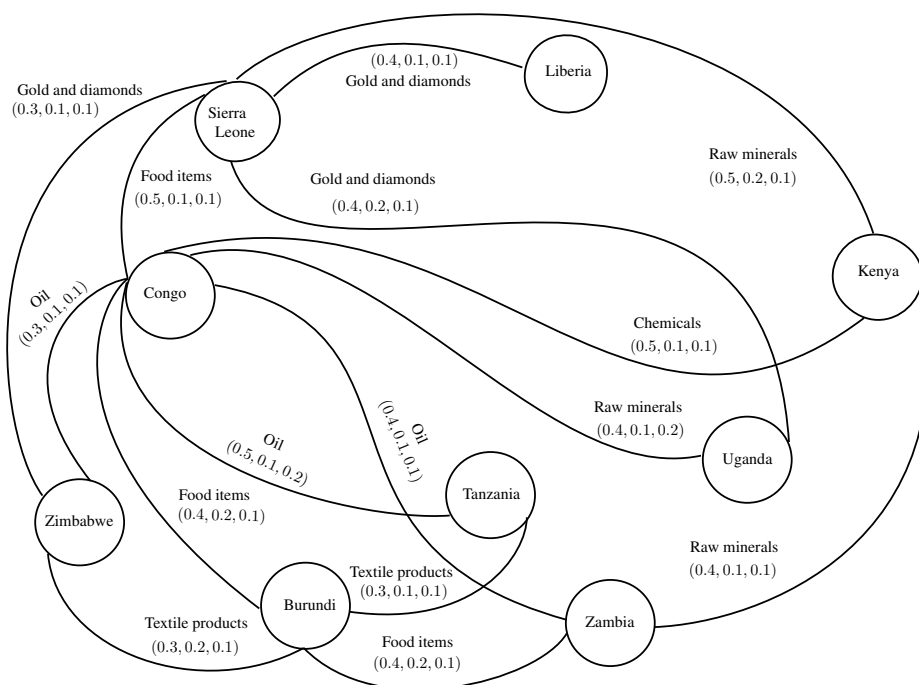 (0.4, 0.1, 0.1)
Gold and diamonds
Liberia
Gold and diamonds
(0.3, 0.1, 0.1)
Sierra
Leone
Raw minerals
(0.5, 0.2, 0.1)
Food items
(0.5, 0.1, 0.1)
Gold and diamonds
(0.4, 0.2, 0.1)
Kenya
Oil
(0.3, 0.1, 0.1)
Congo
Chemicals
(0.5, 0.1, 0.1)
Raw minerals
(0.4, 0.1, 0.2)
Oil
(0.4, 0.1, 0.1)
Oil
(0.5, 0.1, 0.2)
Uganda
Tanzania
Food items
(0.4, 0.2, 0.1)
Zimbabwe
Raw minerals
(0.4, 0.1, 0.1)
Textile products
(0.3, 0.1, 0.1)
Burundi
Zambia
Textile products
(0.3, 0.2, 0.1)
Food items
(0.4, 0.2, 0.1)